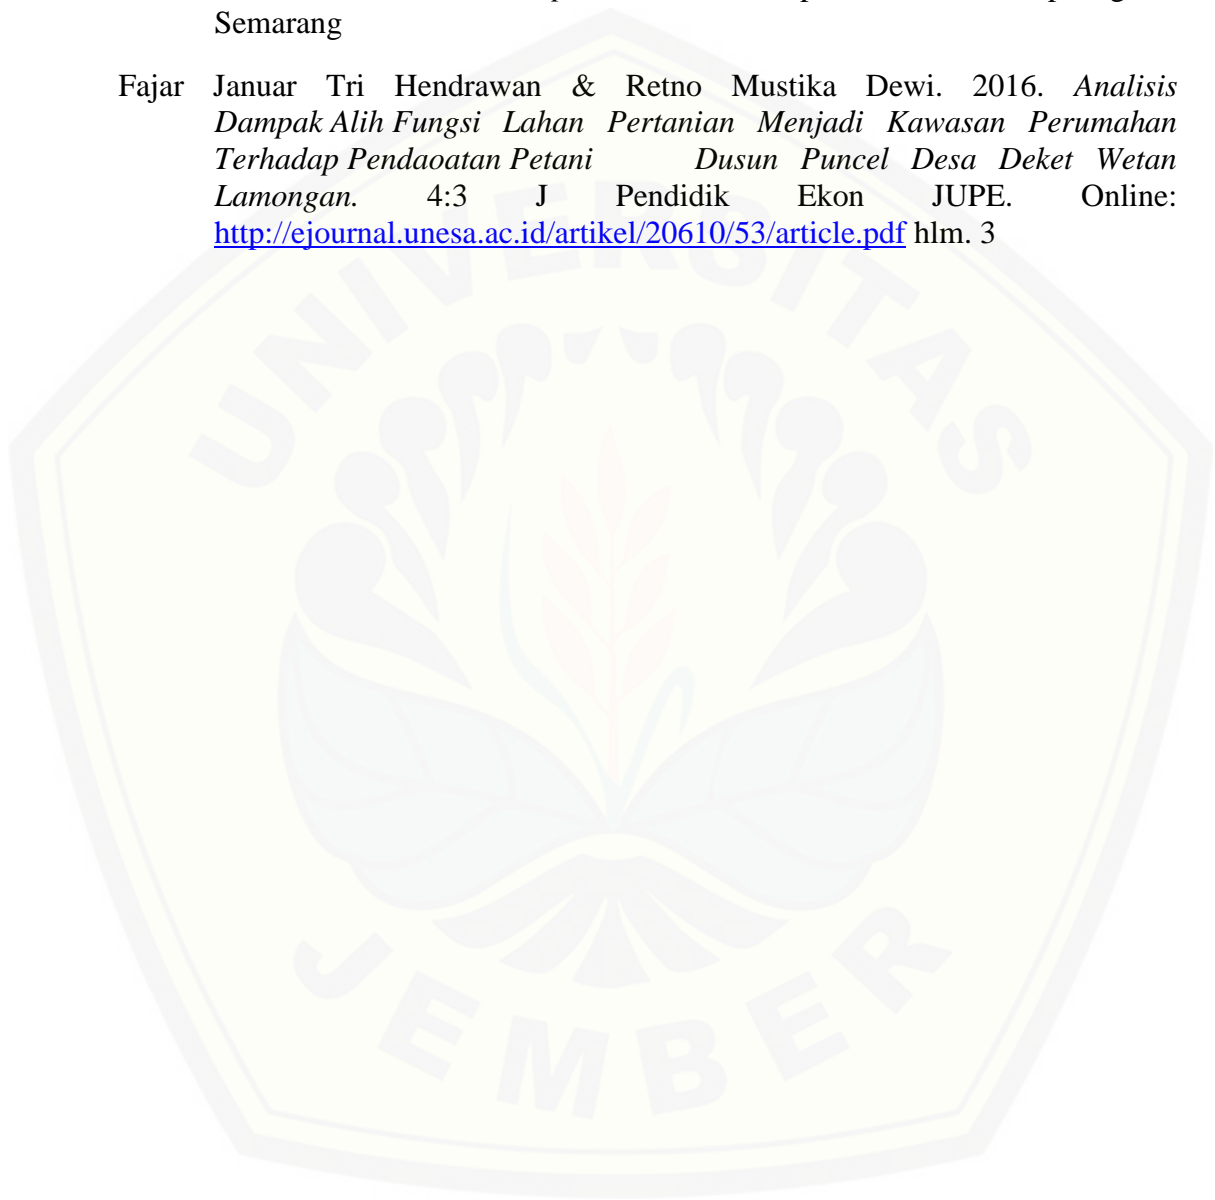 Semarang
Fajar Januar Tri Hendrawan & Retno Mustika Dewi. 2016. Analisis
Dampak Alih Fungsi Lahan Pertanian Menjadi Kawasan Perumahan
Terhadap Pendaoatan Petani Dusun Puncel Desa Deket Wetan
Lamongan. 4:3 J Pendidik Ekon JUPE. Online:
http://ejournal.unesa.ac.id/artikel/20610/53/article.pdf hlm. 3
UNIVERSITAS
JEMBER